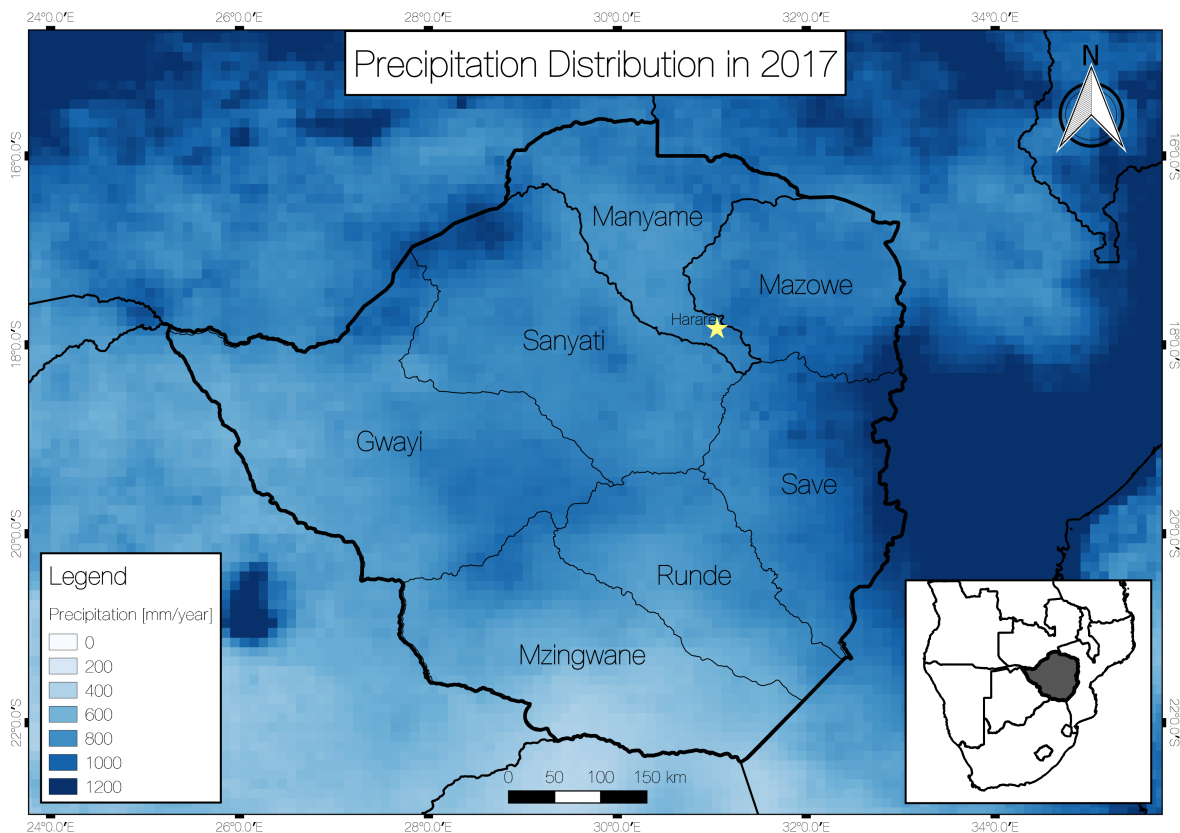 24°0.0'E 26°0.0'E 28°0.0'E 30°0.0'E 32°0.0'E 34°0.0'E
Precipitation Distribution in 2017
N
16°0.0'S 16°0.0'S
Manyame
Mazowe
Harare
Sanyati
18°0.0'S 18°0.0'S
Gwayi
Save
20°0.0'S 20°0.0'S
Runde
Mzingwane
22°0.0'S 22°0.0'S
Legend
Precipitation [mm/year]
0
200
400
600
800
1000
1200
0 50 100 150 km
24°0.0'E 26°0.0'E 28°0.0'E 30°0.0'E 32°0.0'E 34°0.0'E